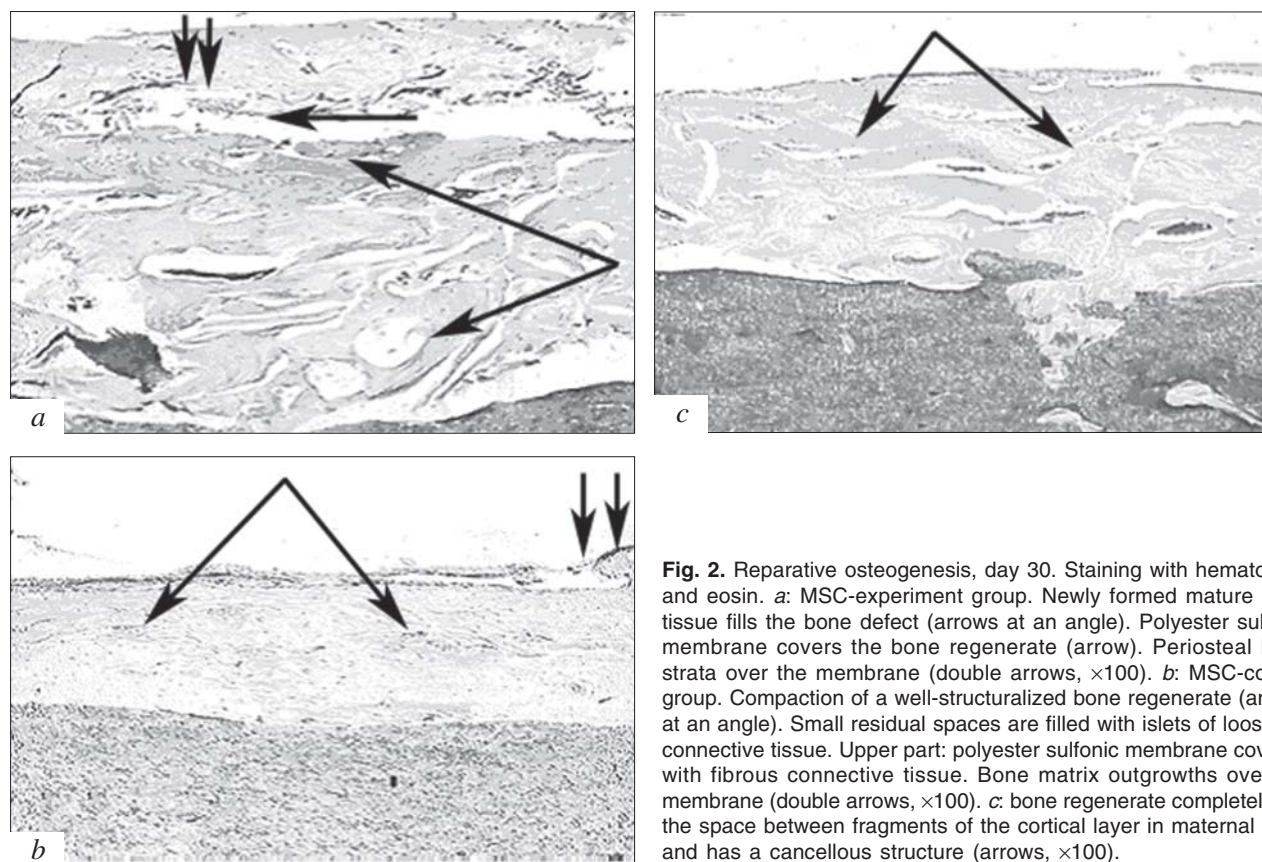 a
c
b
Fig. 2. Reparative osteogenesis, day 30. Staining with hemato
and eosin. a: MSC-experiment group. Newly formed mature
tissue fills the bone defect (arrows at an angle). Polyester sul
membrane covers the bone regenerate (arrow). Periosteal
strata over the membrane (double arrows, ×100). b: MSC-co
group. Compaction of a well-structuralized bone regenerate (ar
at an angle). Small residual spaces are filled with islets of loos
connective tissue. Upper part: polyester sulfonic membrane cov
with fibrous connective tissue. Bone matrix outgrowths ove
membrane (double arrows, ×100). c: bone regenerate completel
the space between fragments of the cortical layer in maternal
and has a cancellous structure (arrows, ×100).